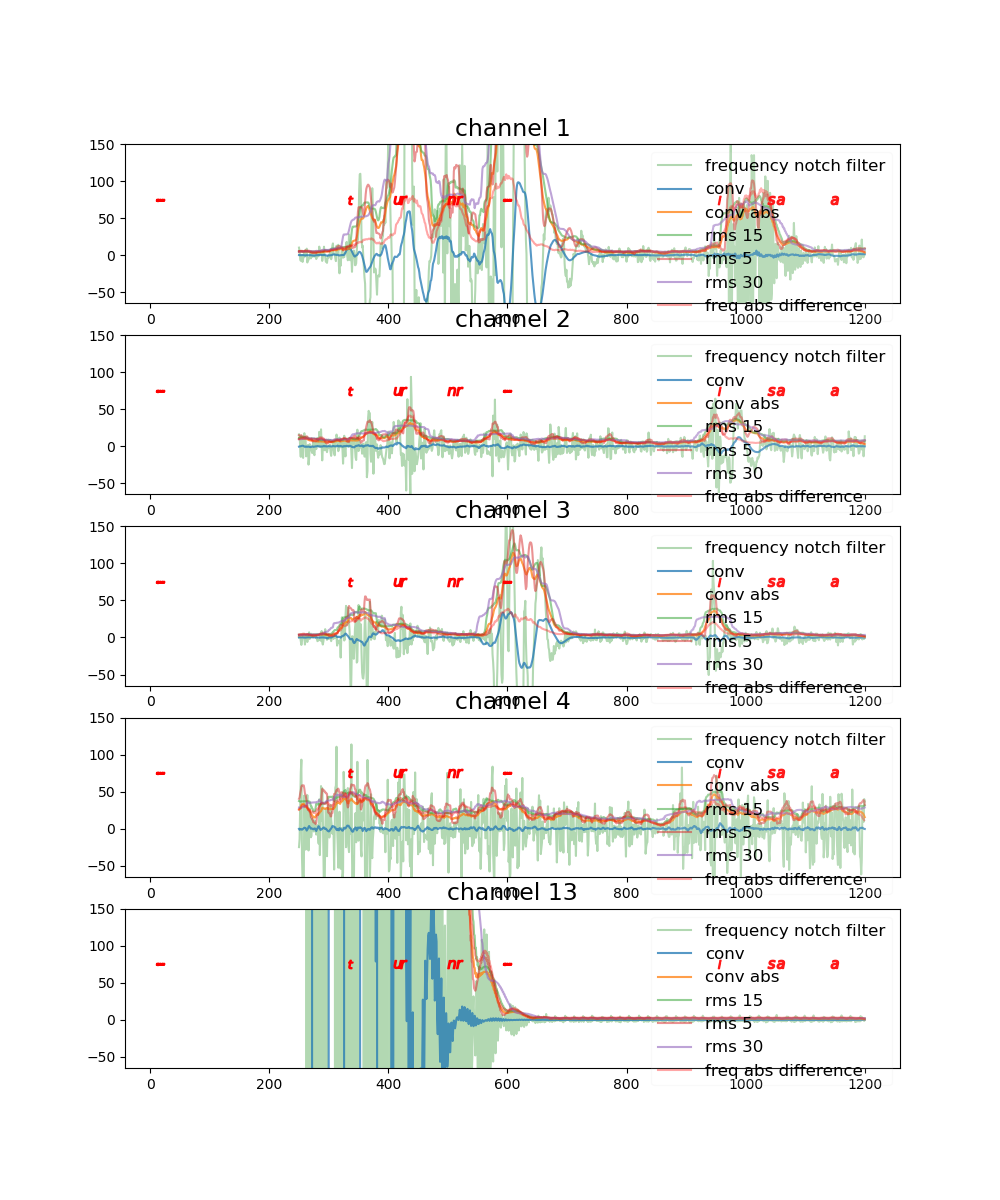 channel 1
150
100
50
0
−50
– t ur nr – i sa a
frequency notch filter
conv
conv abs
rms 15
rms 5
rms 30
freq abs difference
0 200 400 600 800 1000 1200
channel 2
150
100
50
0
−50
– t ur nr – i sa a
frequency notch filter
conv
conv abs
rms 15
rms 5
rms 30
freq abs difference
0 200 400 600 800 1000 1200
channel 3
150
100
50
0
−50
– t ur nr – i sa a
frequency notch filter
conv
conv abs
rms 15
rms 5
rms 30
freq abs difference
0 200 400 600 800 1000 1200
channel 4
150
100
50
0
−50
– t ur nr – i sa a
frequency notch filter
conv
conv abs
rms 15
rms 5
rms 30
freq abs difference
0 200 400 600 800 1000 1200
channel 13
150
100
50
0
−50
– t ur nr – i sa a
frequency notch filter
conv
conv abs
rms 15
rms 5
rms 30
freq abs difference
0 200 400 600 800 1000 1200